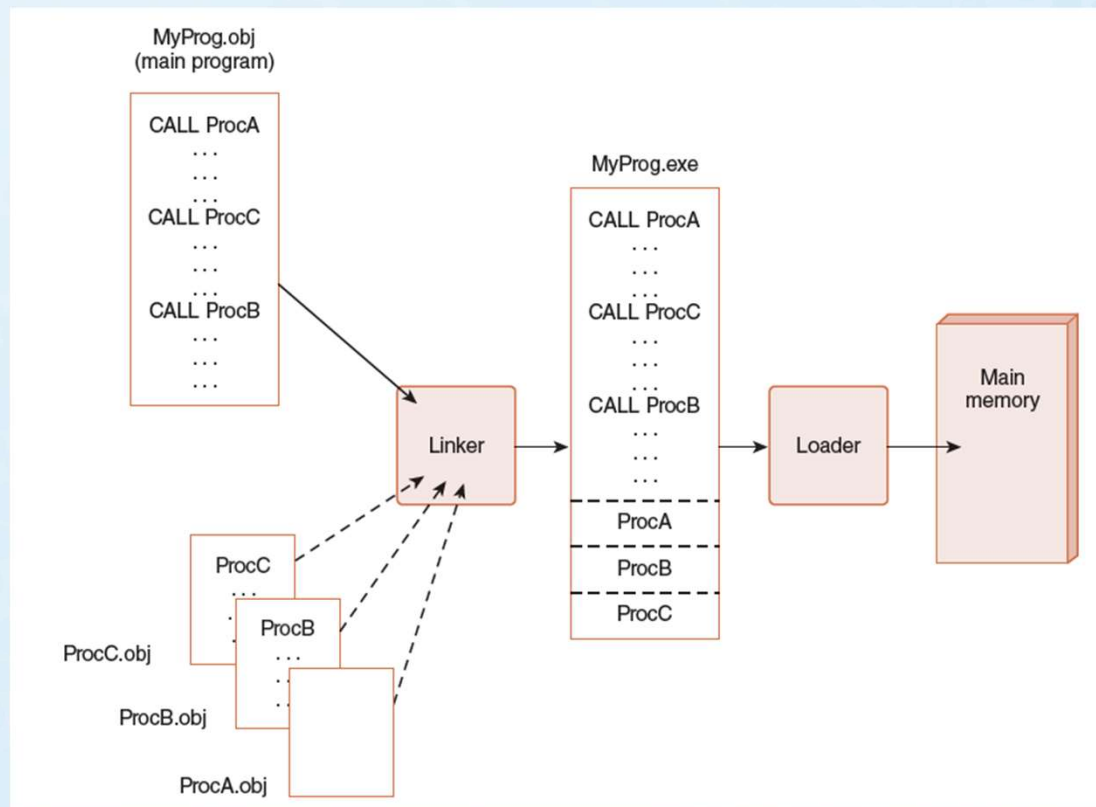 MyProg.obj
(main program)
CALL ProcA
...
...
...
CALL ProcC
...
...
...
CALL ProcB
...
...
...
MyProg.exe
CALL ProcA
...
...
...
CALL ProcC
...
...
...
CALL ProcB
...
...
...
ProcA
ProcB
ProcC
Linker
Loader
Main
memory
ProcC
...
.
.
ProcC.obj
ProcB
...
..
..
ProcB.obj
ProcA.obj